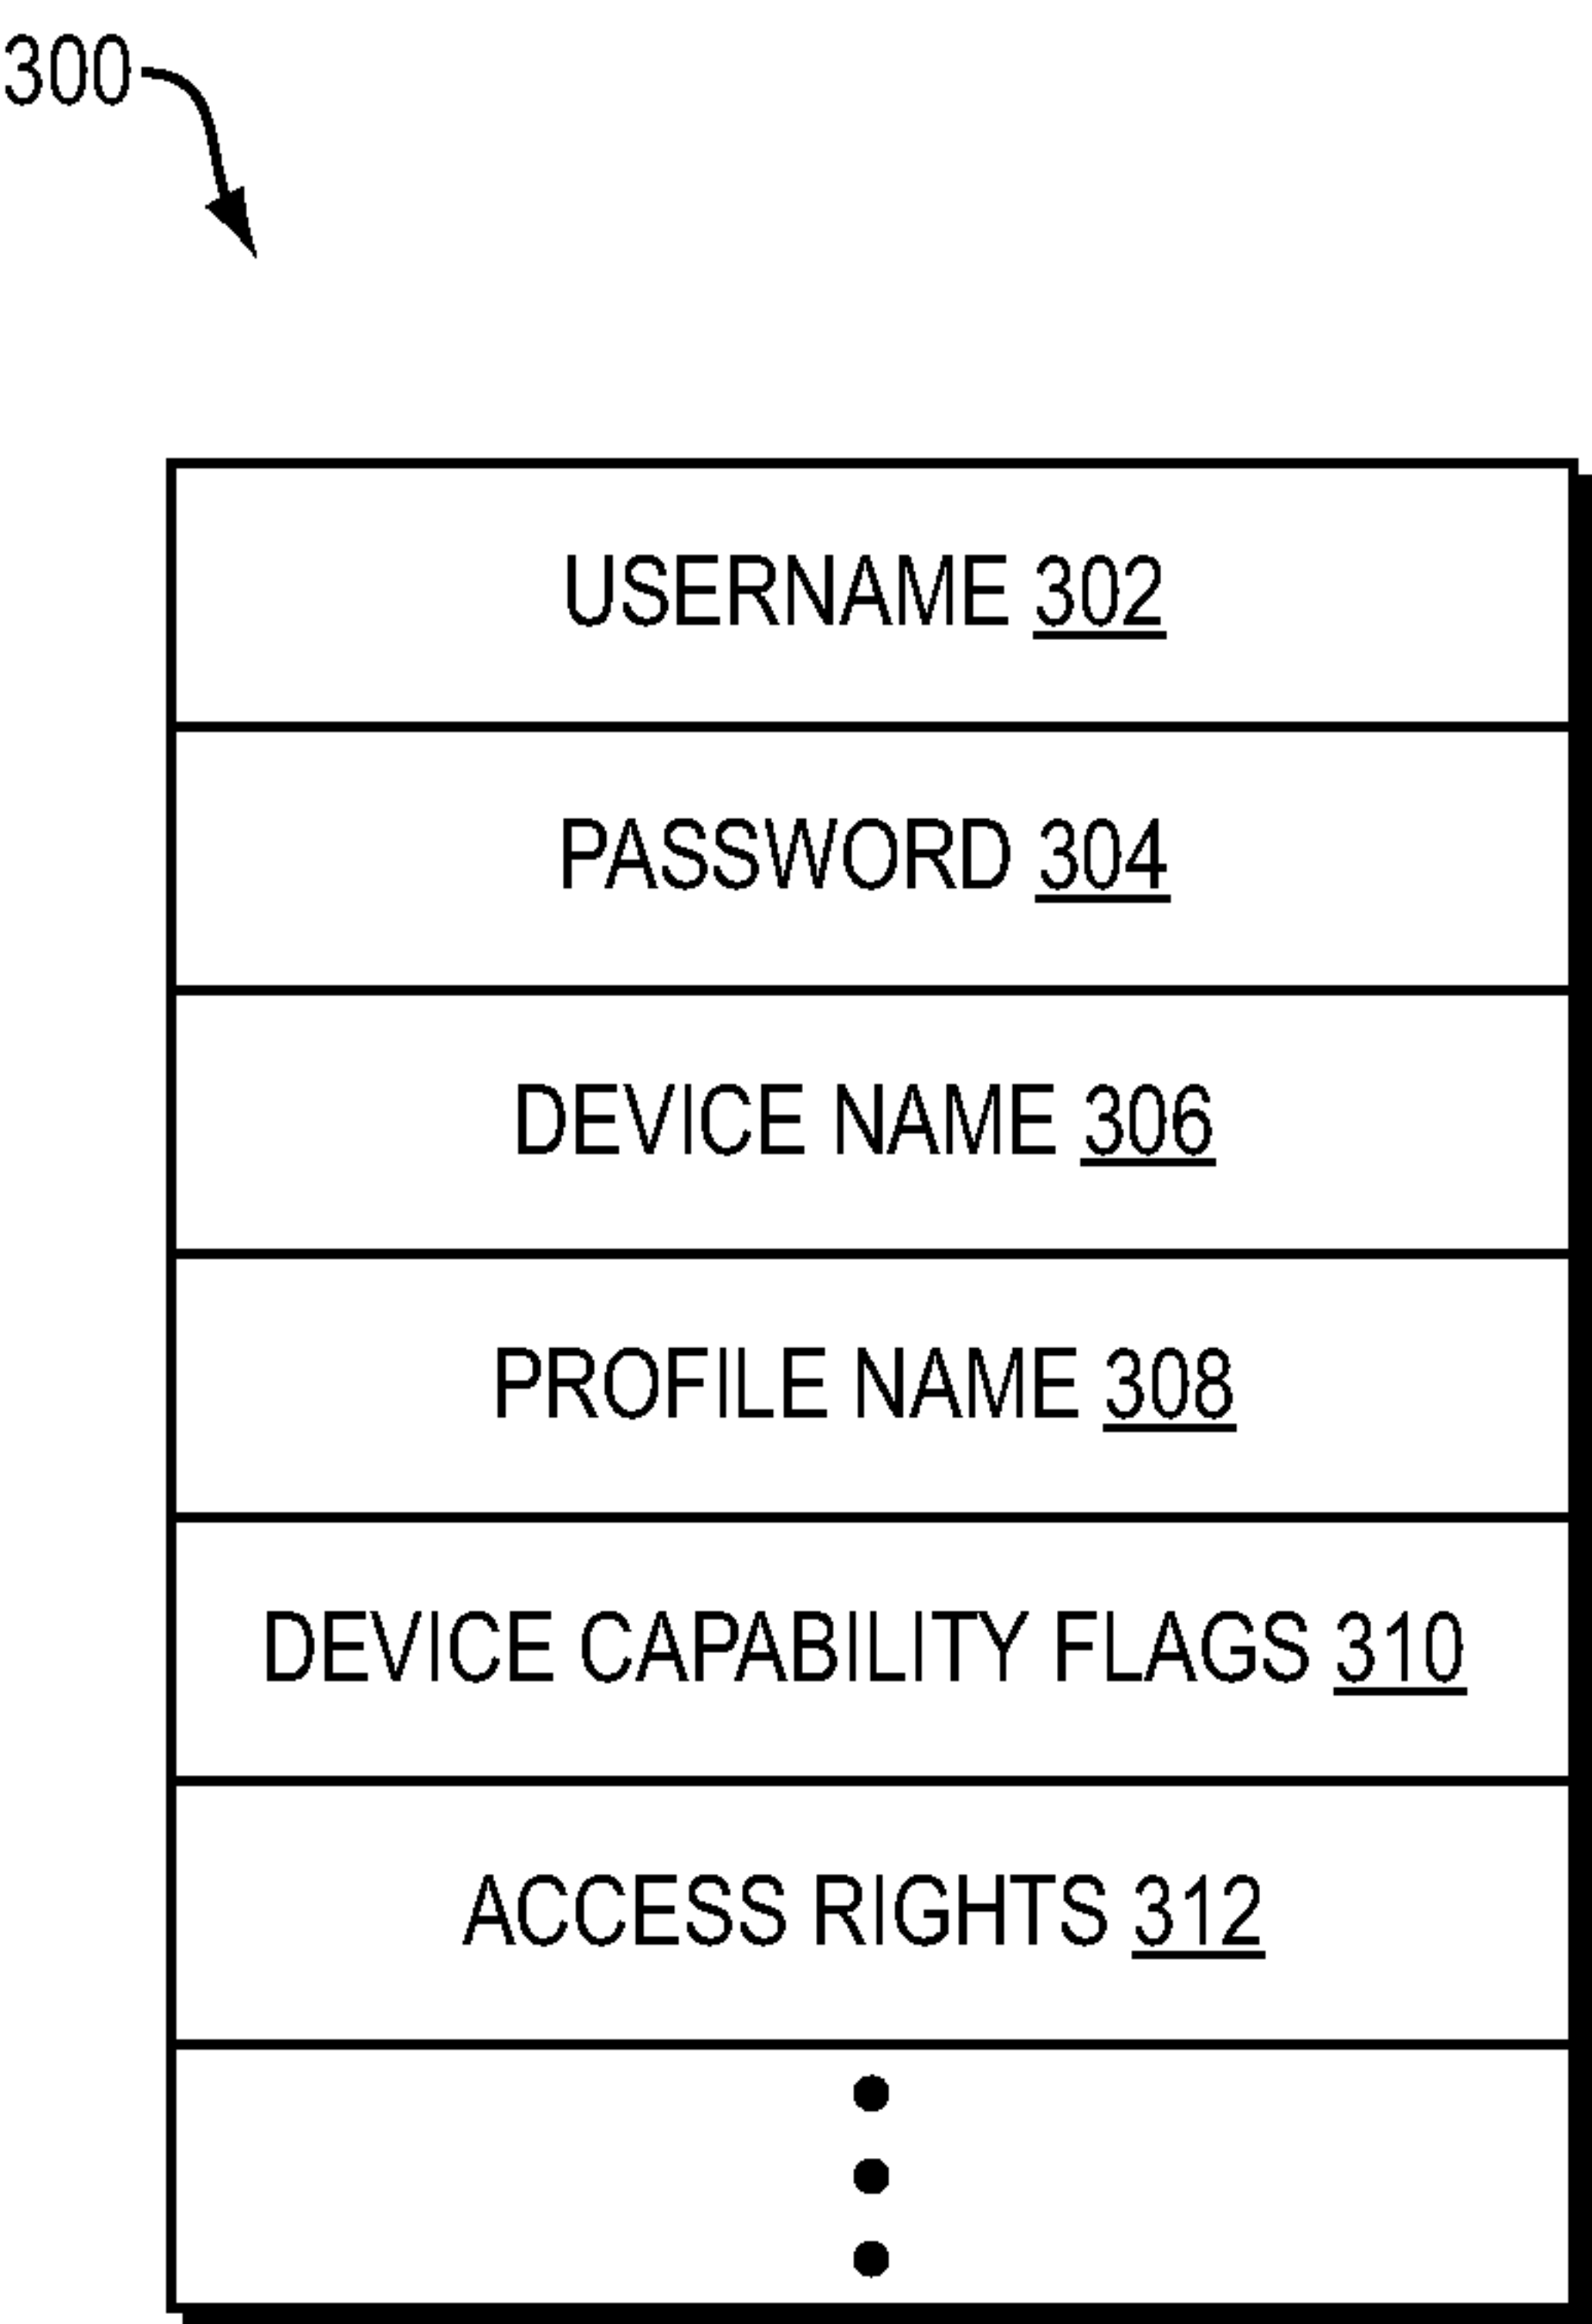 300
USERNAME 302
PASSWORD 304
DEVICE NAME 306
PROFILE NAME 308
DEVICE CAPABILITY FLAGS 310
ACCESS RIGHTS 312